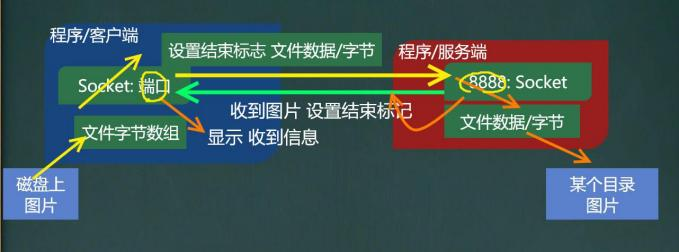 程序/客户端
设置结束标志 文件数据/字节
程序/服务端
Socket: 端口
8888: Socket
收到图片 设置结束标记
文件字节数组
显示 收到信息
文件数据/字节
磁盘上
图片
某个目录
图片